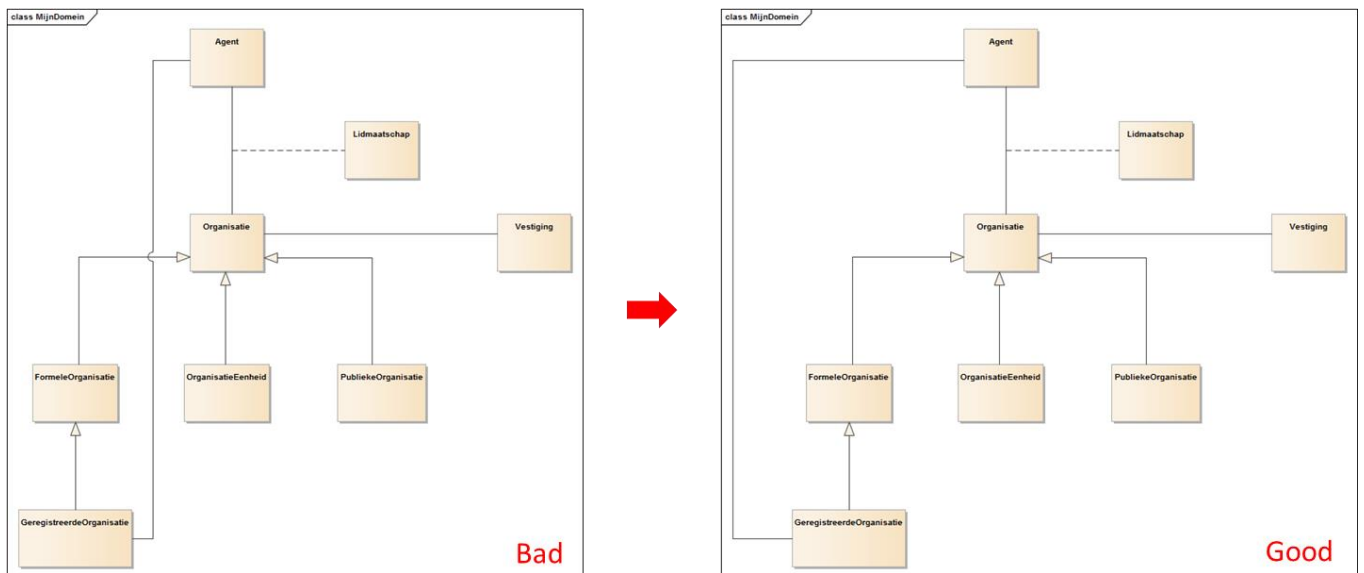 class MijnDomein
Agent
Lidmaatschap
Organisatie
Vestiging
FormeleOrganisatie
OrganisatieEenheid
PubliekeOrganisatie
GeregistreerdeOrganisatie
Bad
class MijnDomein
Agent
Lidmaatschap
Organisatie
Vestiging
FormeleOrganisatie
OrganisatieEenheid
PubliekeOrganisatie
GeregistreerdeOrganisatie
Good